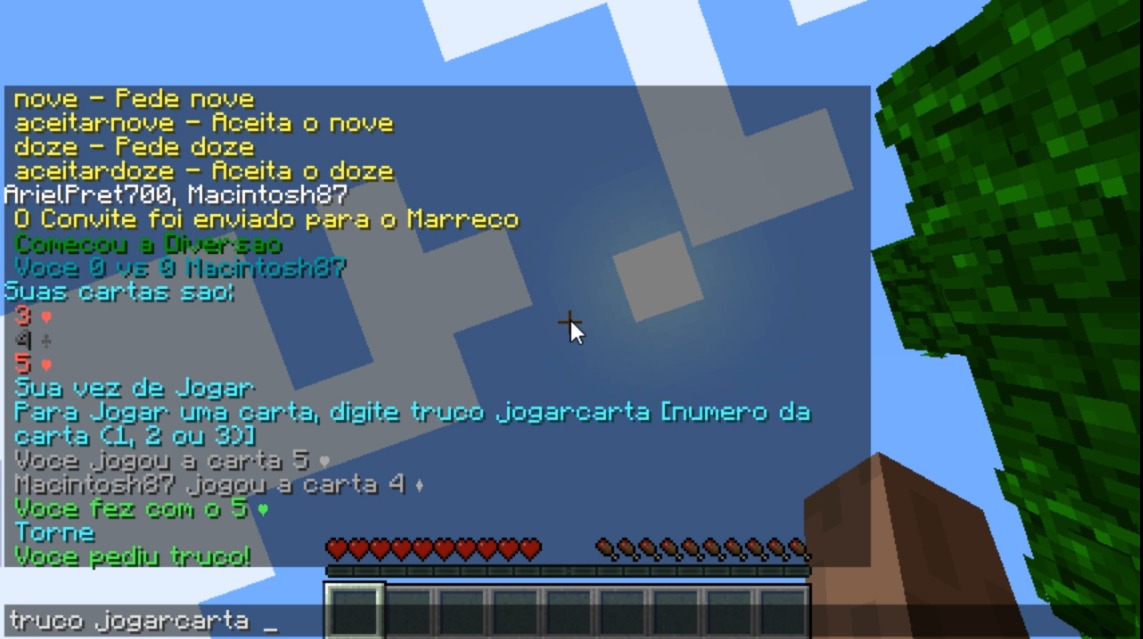 nove - Pede nove
aceitarnove - Aceita o nove
doze - Pede doze
aceitardoze - Aceita o doze
ArielPret700, Macintosh87
O Convite foi enviado para o Marreco
Comecou a Diversao
Voce 0 vs 0 Macintosh87
Suas cartas sao:
3 ♥
4 ♣
5 ♥
Sua vez de Jogar
Para Jogar uma carta, digite truco jogarcarta [numero da
carta (1, 2 ou 3)]
Voce jogou a carta 5 ♥
Macintosh87 jogou a carta 4 ♦
Voce fez com o 5 ♥
Torne
Voce pediu truco!
truco jogarcarta _